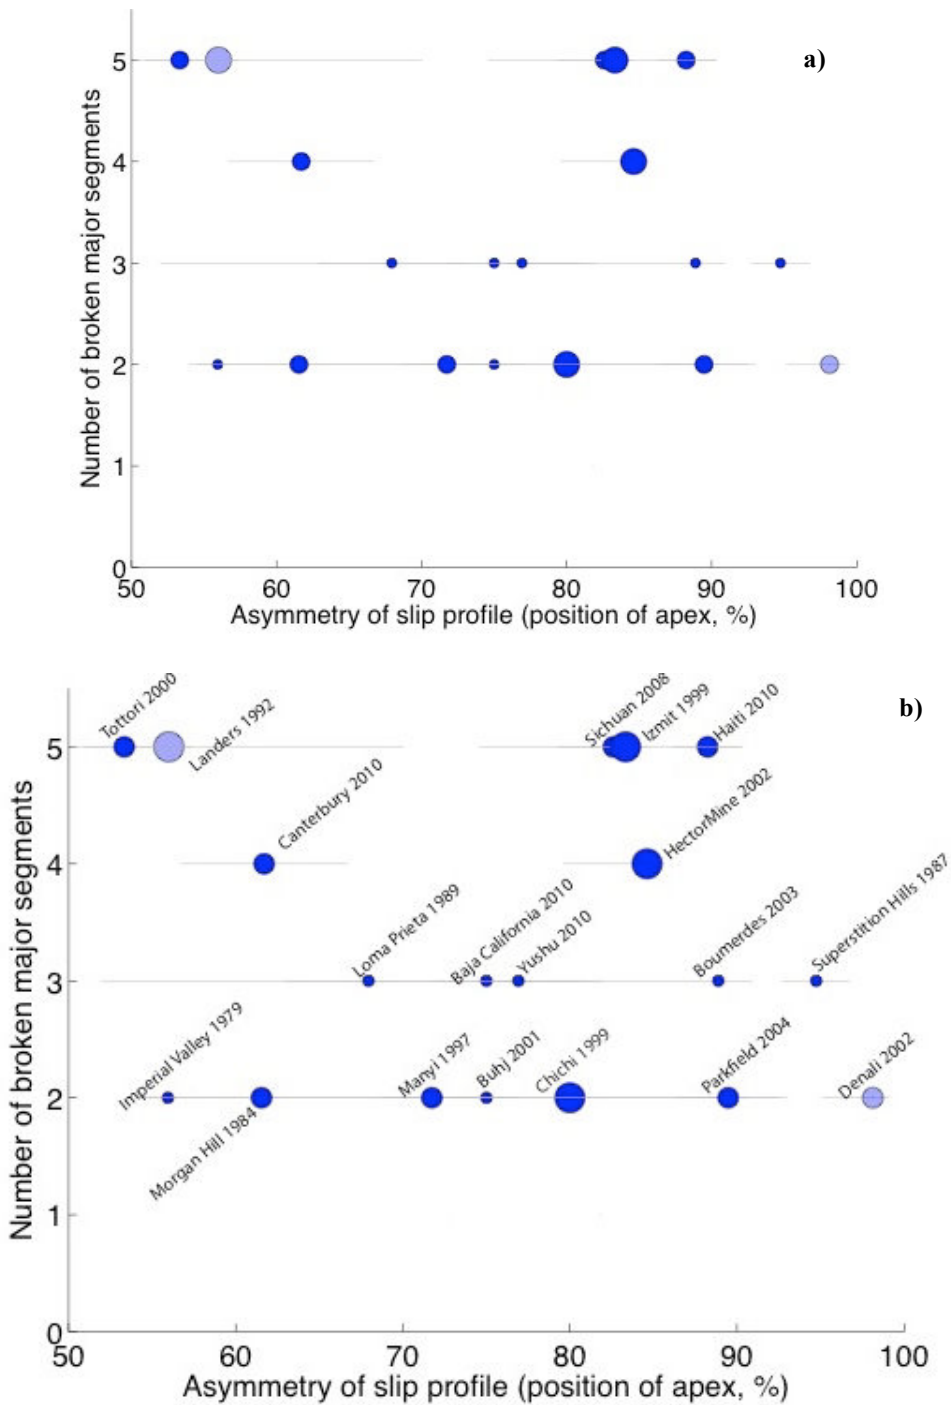 a)
5
4
3
2
1
0
Number of broken major segments
50 60 70 80 90 100
Asymmetry of slip profile (position of apex, %)
b)
Tottori 2000
Landers 1992
Sichuan 2008
Izmit 1999
Haiti 2010
5
Canterbury 2010
HectorMine 2002
4
Loma Prieta 1989
Baja California 2010
Yushu 2010
Boumerdes 2003
Superstition Hills 1987
3
Imperial Valley 1979
Morgan Hill 1984
Manyi 1997
Buhj 2001
Chichi 1999
Parkfield 2004
Denali 2002
2
1
0
Number of broken major segments
50 60 70 80 90 100
Asymmetry of slip profile (position of apex, %)